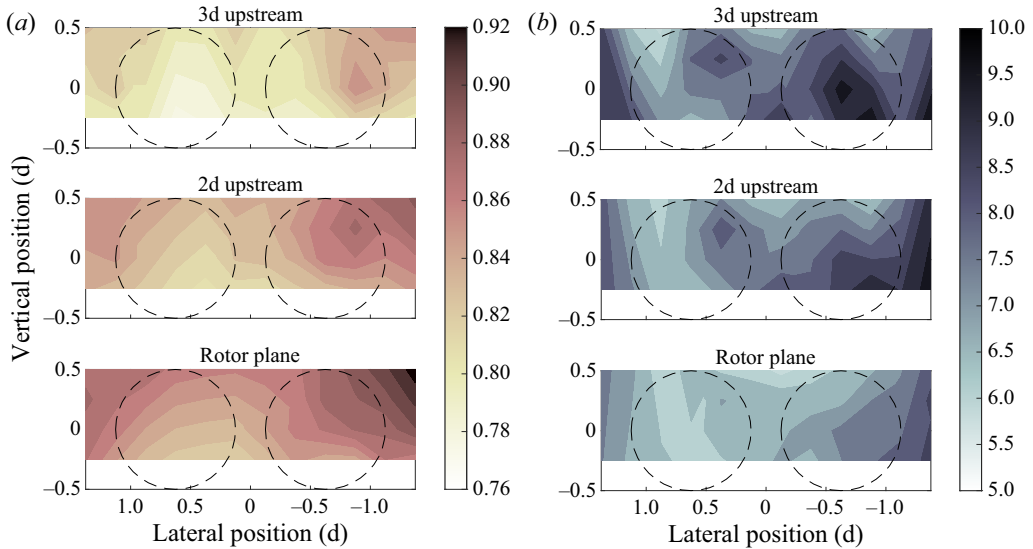 (a)
3d upstream
0.5
0
–0.5
2d upstream
0.5
0
–0.5
Rotor plane
0.5
0
–0.5
1.0 0.5 0 –0.5 –1.0
Vertical position (d)
Lateral position (d)
0.92
0.90
0.88
0.86
0.84
0.82
0.80
0.78
0.76
(b)
3d upstream
0.5
0
–0.5
2d upstream
0.5
0
–0.5
Rotor plane
0.5
0
–0.5
1.0 0.5 0 –0.5 –1.0
Lateral position (d)
10.0
9.5
9.0
8.5
8.0
7.5
7.0
6.5
6.0
5.5
5.0